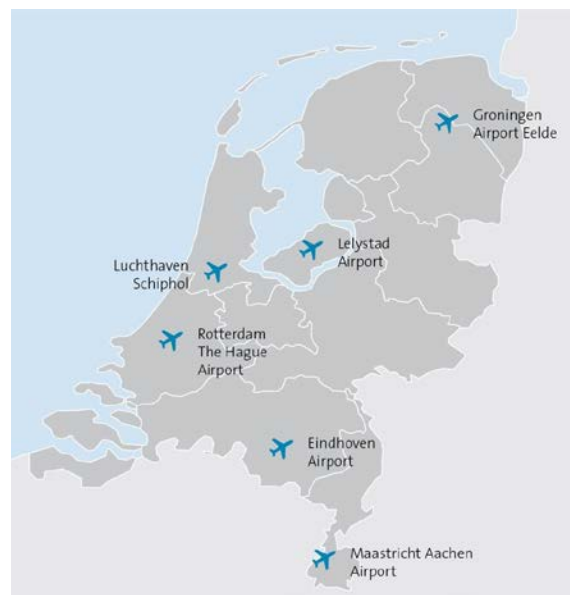 Groningen
Airport Eelde
Lelystad
Airport
Luchthaven
Schiphol
Rotterdam
The Hague
Airport
Eindhoven
Airport
Maastricht Aachen
Airport